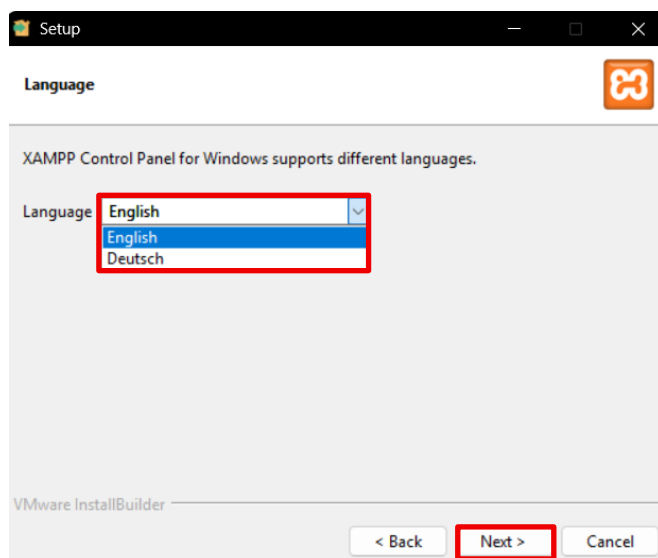 Setup
Language
XAMPP Control Panel for Windows supports different languages.
Language English
English
Deutsch
VMware InstallBuilder
< Back Next > Cancel